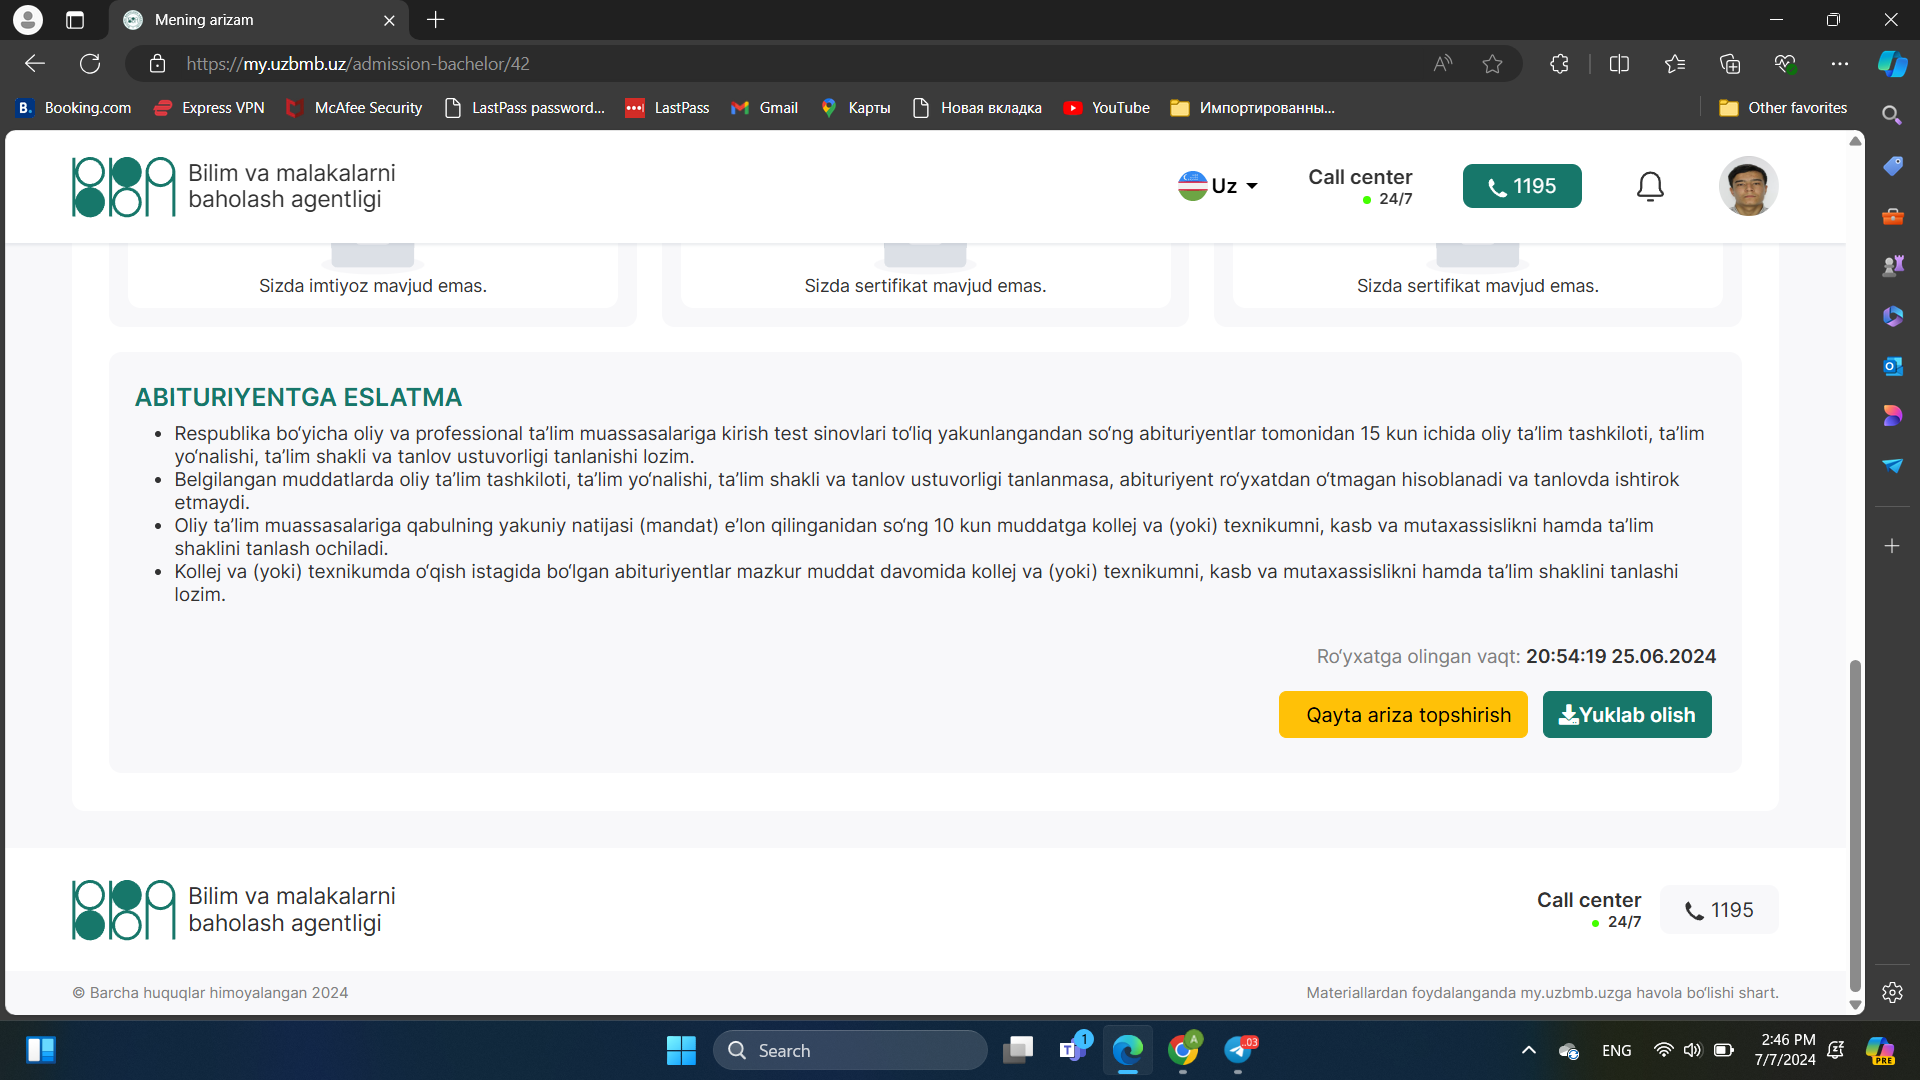 Mening arizam
https://my.uzbmb.uz/admission-bachelor/42
Booking.com
Express VPN
McAfee Security
LastPass password...
LastPass
Gmail
Карты
Новая вкладка
YouTube
Импортированны...
Other favorites
Bilim va malakalarni
baholash agentligi
Uz
Call center
24/7
1195
Sizda imtiyoz mavjud emas.
Sizda sertifikat mavjud emas.
Sizda sertifikat mavjud emas.
ABITURIYENTGA ESLATMA
• Respublika bo‘yicha oliy va professional ta’lim muassasalariga kirish test sinovlari to‘liq yakunlangandan so‘ng abituriyentlar tomonidan 15 kun ichida oliy ta’lim tashkiloti, ta’lim
yo‘nalishi, ta’lim shakli va tanlov ustuvorligi tanlanishi lozim.
• Belgilangan muddatlarda oliy ta’lim tashkiloti, ta’lim yo‘nalishi, ta’lim shakli va tanlov ustuvorligi tanlanmasa, abituriyent ro‘yxatdan o‘tmagan hisoblanadi va tanlovda ishtirok
etmaydi.
• Oliy ta’lim muassasalariga qabulning yakuniy natijasi (mandat) e’lon qilinganidan so‘ng 10 kun muddatga kollej va (yoki) texnikumni, kasb va mutaxassislikni hamda ta’lim
shaklini tanlash ochiladi.
• Kollej va (yoki) texnikumda o‘qish istagida bo‘lgan abituriyentlar mazkur muddat davomida kollej va (yoki) texnikumni, kasb va mutaxassislikni hamda ta’lim shaklini tanlashi
lozim.
Ro‘yxatga olingan vaqt: 20:54:19 25.06.2024
Qayta ariza topshirish
Yuklab olish
Bilim va malakalarni
baholash agentligi
Call center
24/7
1195
© Barcha huquqlar himoyalangan 2024
Materiallardan foydalanganda my.uzbmb.uzga havola bo‘lishi shart.
Search
1
A
.03
ENG
2:46 PM
7/7/2024
PRE